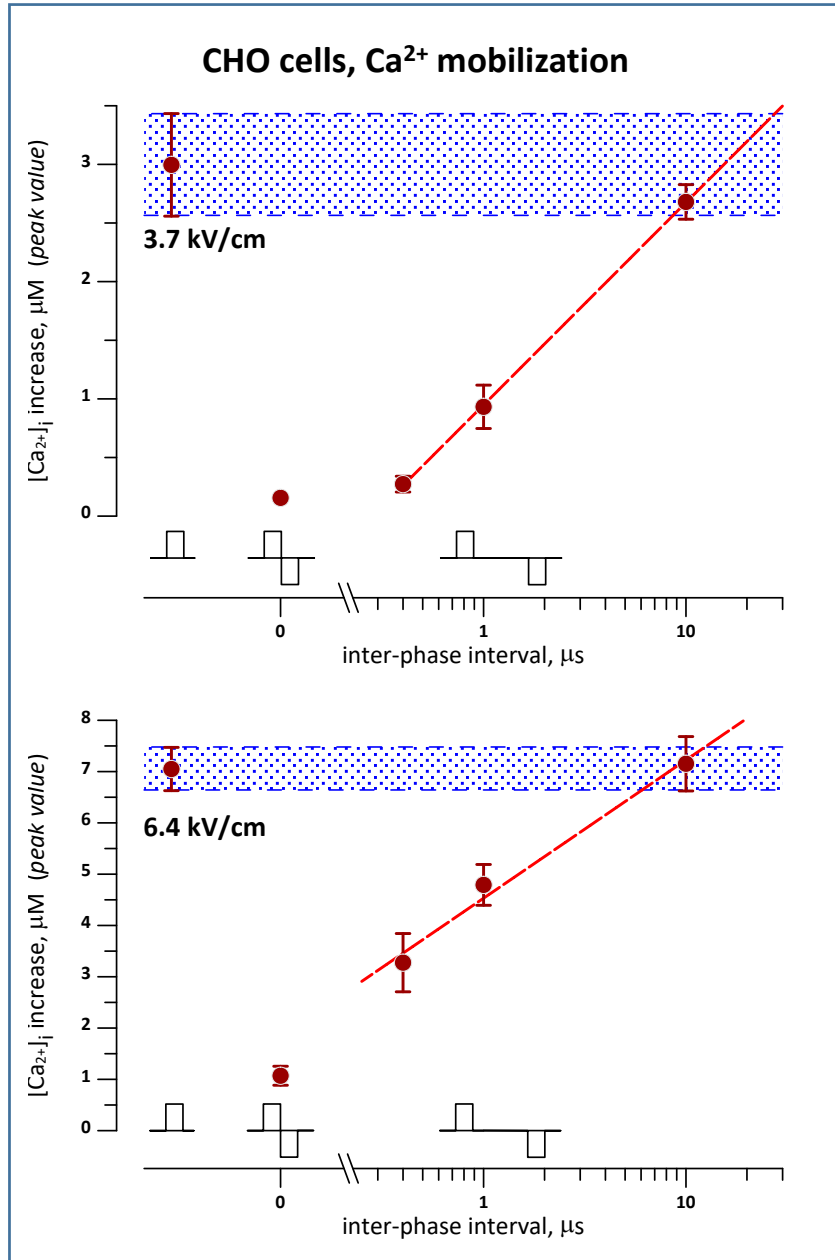 CHO cells, Ca²⁺ mobilization
[Ca₂₊]ᵢ increase, μM (peak value)
3
2
1
0
3.7 kV/cm
0 1 10
inter-phase interval, μs
[Ca₂₊]ᵢ increase, μM (peak value)
8
7
6
5
4
3
2
1
0
6.4 kV/cm
0 1 10
inter-phase interval, μs